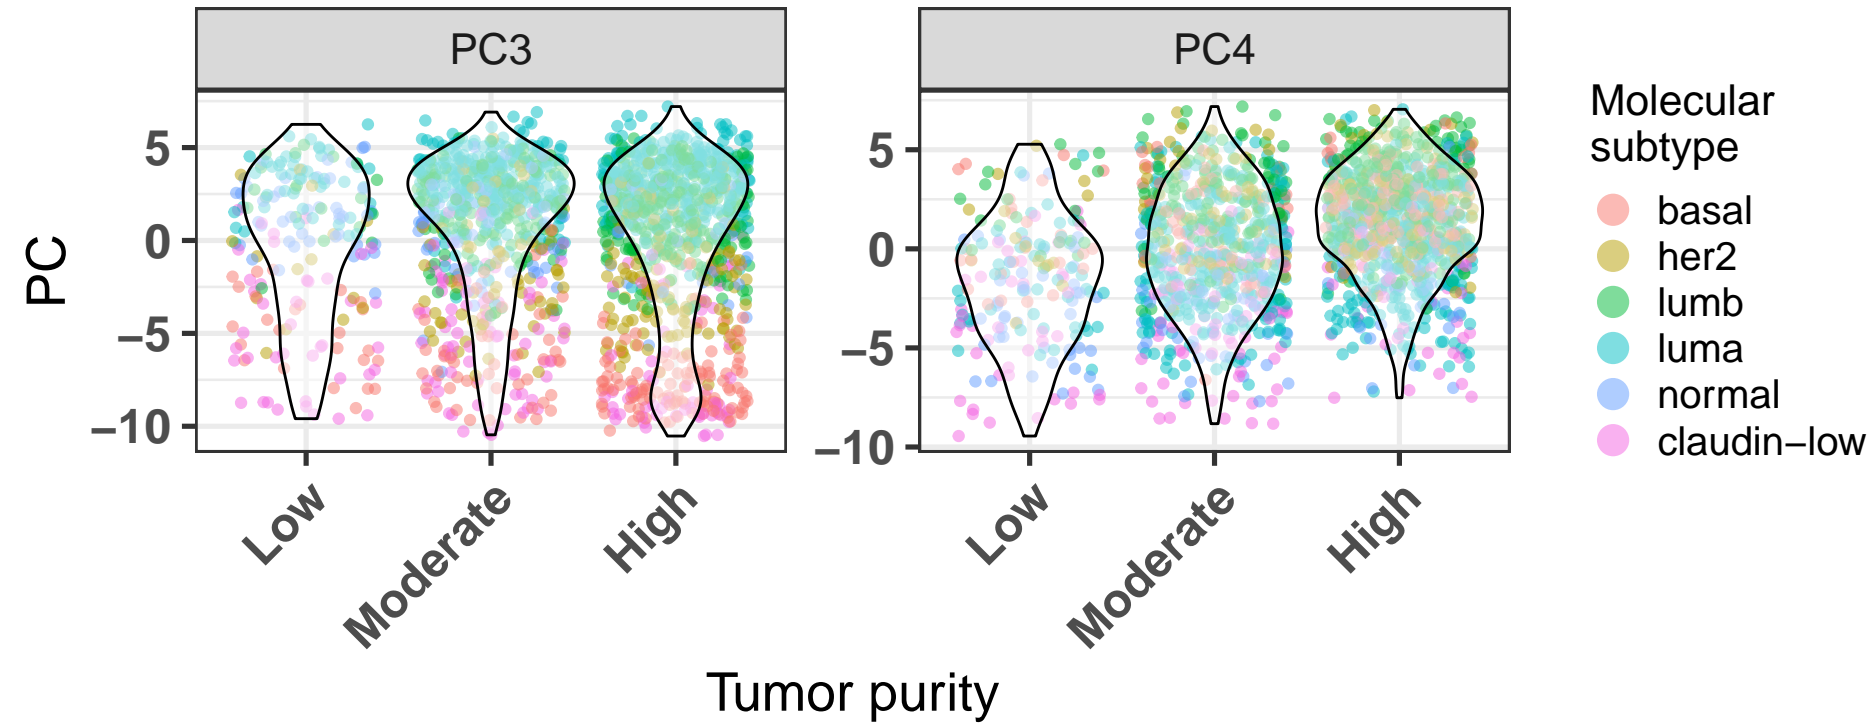 PC3
PC4
PC
5
0
−5
−10
5
0
−5
−10
Low
Moderate
High
Low
Moderate
High
Tumor purity
Molecular
subtype
basal
her2
lumb
luma
normal
claudin−low